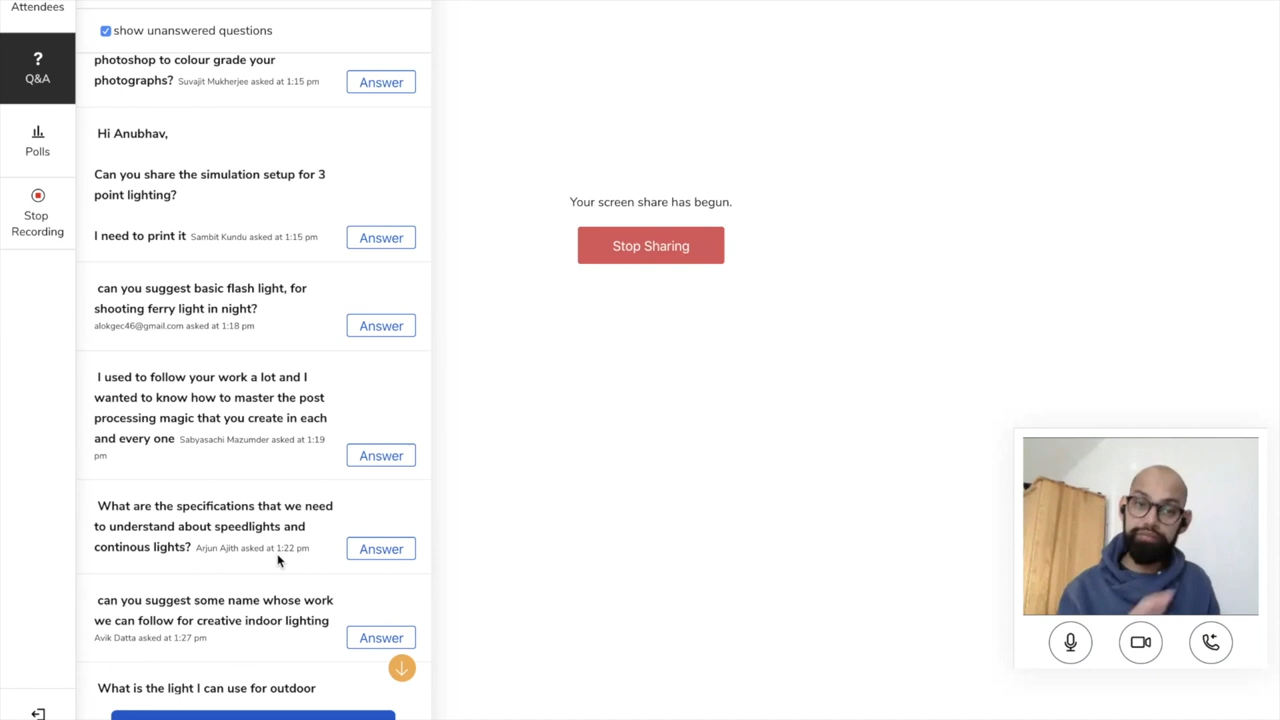 Attendees
?
Q&A
Polls
Stop
Recording
show unanswered questions
photoshop to colour grade your
photographs? Suvajit Mukherjee asked at 1:15 pm
Answer
Hi Anubhav,
Can you share the simulation setup for 3
point lighting?
I need to print it Sambit Kundu asked at 1:15 pm
Answer
can you suggest basic flash light, for
shooting ferry light in night?
alokgec46@gmail.com asked at 1:18 pm
Answer
I used to follow your work a lot and I
wanted to know how to master the post
processing magic that you create in each
and every one Sabyasachi Mazumder asked at 1:19
pm
Answer
What are the specifications that we need
to understand about speedlights and
continous lights? Arjun Ajith asked at 1:22 pm
Answer
can you suggest some name whose work
we can follow for creative indoor lighting
Avik Datta asked at 1:27 pm
Answer
What is the light I can use for outdoor
Your screen share has begun.
Stop Sharing